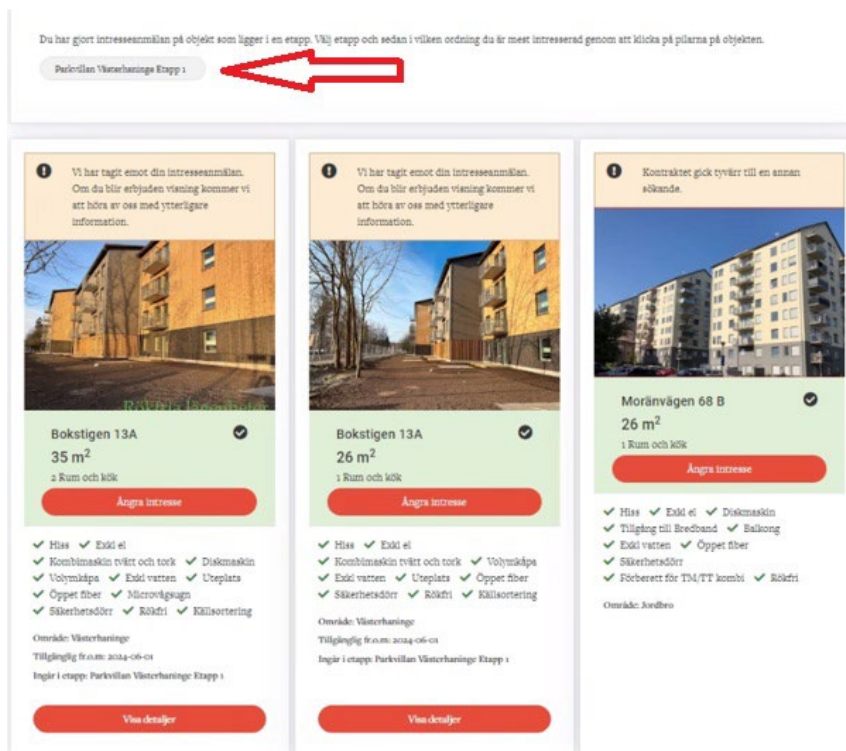 Du har gjort intresseanmälan på objekt som ligger i en etapp. Välj etapp och sedan i vilken ordning du är mest intresserad genom att klicka på pilarna på objekten.
Parkvillan Västerhaninge Etapp 1
Vi har tagit emot din intresseanmälan.
Om du blir erbjuden visning kommer vi
att höra av oss med ytterligare
information.
Rökfria lägenheter
Bokstigen 13A
35 m²
2 Rum och kök
Ångra intresse
Hiss Exkl el
Kombimaskin tvätt och tork Diskmaskin
Volymkåpa Exkl vatten Uteplats
Öppet fiber Microvågsugn
Säkerhetsdörr Rökfri Källsortering
Område: Västerhaninge
Tillgänglig fr.o.m: 2024-06-01
Ingår i etapp: Parkvillan Västerhaninge Etapp 1
Visa detaljer
Vi har tagit emot din intresseanmälan.
Om du blir erbjuden visning kommer vi
att höra av oss med ytterligare
information.
Bokstigen 13A
26 m²
1 Rum och kök
Ångra intresse
Hiss Exkl el
Kombimaskin tvätt och tork Volymkåpa
Exkl vatten Uteplats Öppet fiber
Säkerhetsdörr Rökfri Källsortering
Område: Västerhaninge
Tillgänglig fr.o.m: 2024-06-01
Ingår i etapp: Parkvillan Västerhaninge Etapp 1
Visa detaljer
Kontraktet gick tyvärr till en annan
sökande.
Moränvägen 68 B
26 m²
1 Rum och kök
Ångra intresse
Hiss Exkl el Diskmaskin
Tillgång till Bredband Balkong
Exkl vatten Öppet fiber
Säkerhetsdörr
Förberett för TM/TT kombi Rökfri
Område: Jordbro